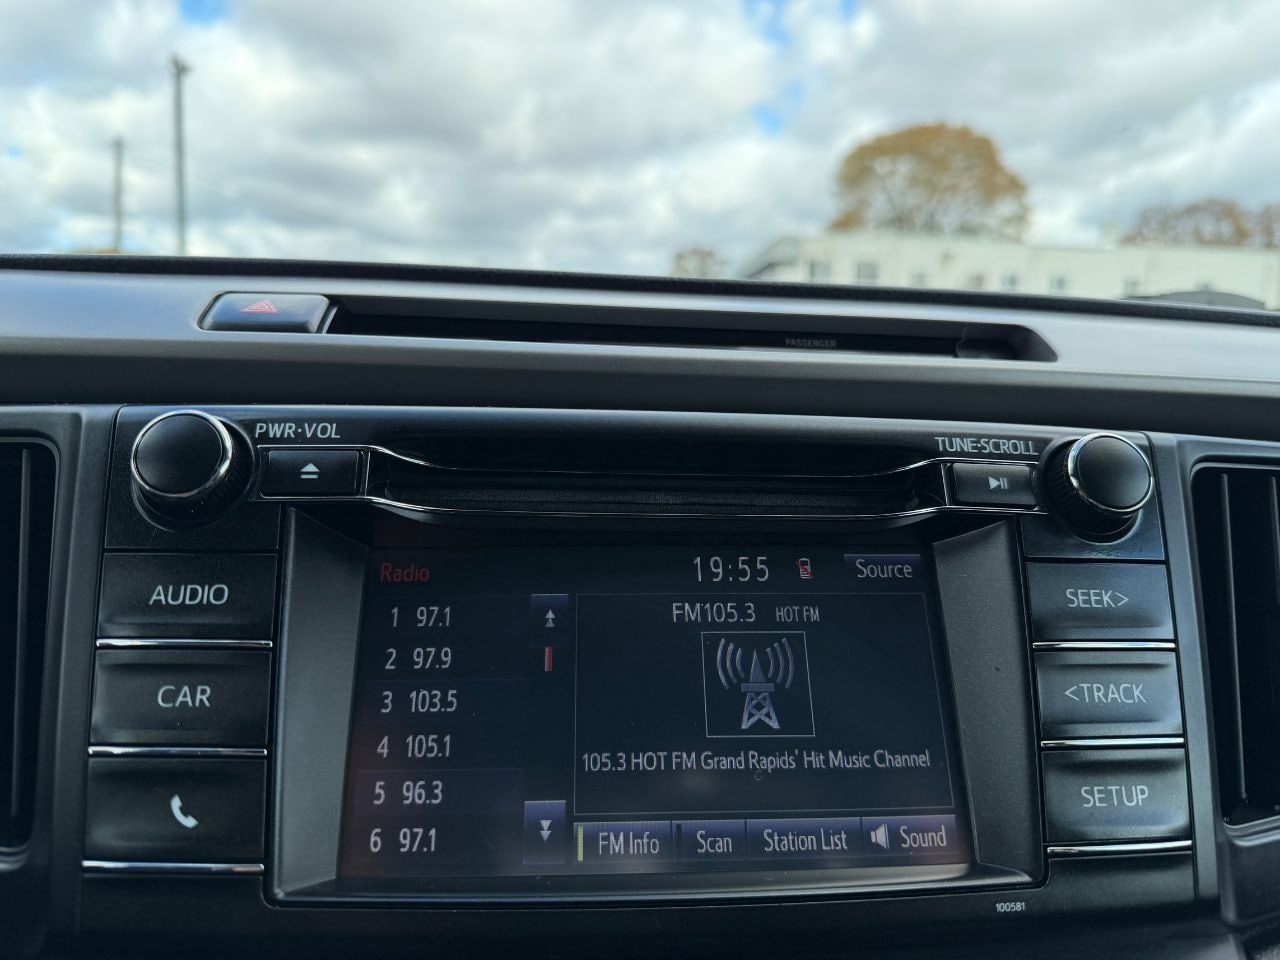 PASSENGER
PWR·VOL
TUNE·SCROLL
AUDIO
CAR
Radio
19:55
Source
1 97.1
2 97.9
3 103.5
4 105.1
5 96.3
6 97.1
FM105.3 HOT FM
105.3 HOT FM Grand Rapids' Hit Music Channel
FM Info
Scan
Station List
Sound
SEEK>
<TRACK
SETUP
100581